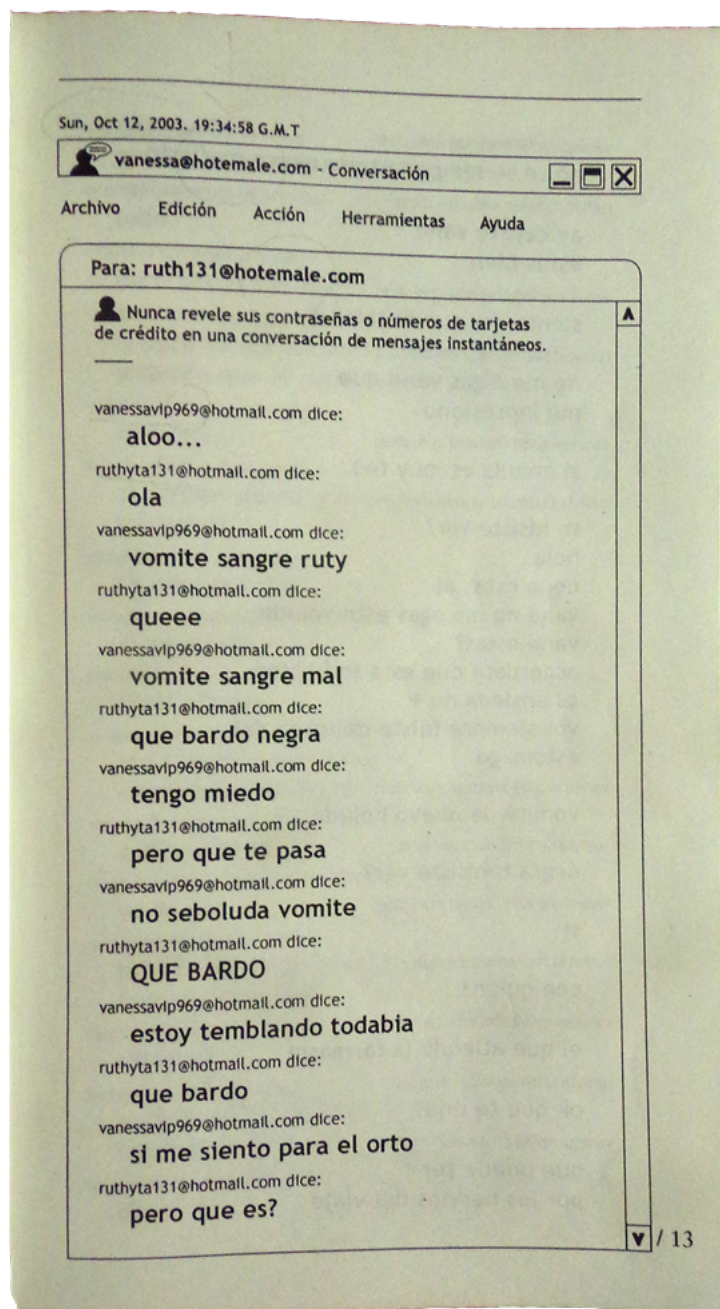 Sun, Oct 12, 2003. 19:34:58 G.M.T
vanessa@hotemale.com - Conversación
Archivo Edición Acción Herramientas Ayuda
Para: ruth131@hotemale.com
Nunca revele sus contraseñas o números de tarjetas
de crédito en una conversación de mensajes instantáneos.
vanessavip969@hotmail.com dice:
aloo...
ruthyta131@hotmail.com dice:
ola
vanessavip969@hotmail.com dice:
vomite sangre ruty
ruthyta131@hotmail.com dice:
queee
vanessavip969@hotmail.com dice:
vomite sangre mal
ruthyta131@hotmail.com dice:
que bardo negra
vanessavip969@hotmail.com dice:
tengo miedo
ruthyta131@hotmail.com dice:
pero que te pasa
vanessavip969@hotmail.com dice:
no seboluda vomite
ruthyta131@hotmail.com dice:
QUE BARDO
vanessavip969@hotmail.com dice:
estoy temblando todabia
ruthyta131@hotmail.com dice:
que bardo
vanessavip969@hotmail.com dice:
si me siento para el orto
ruthyta131@hotmail.com dice:
pero que es?
/ 13